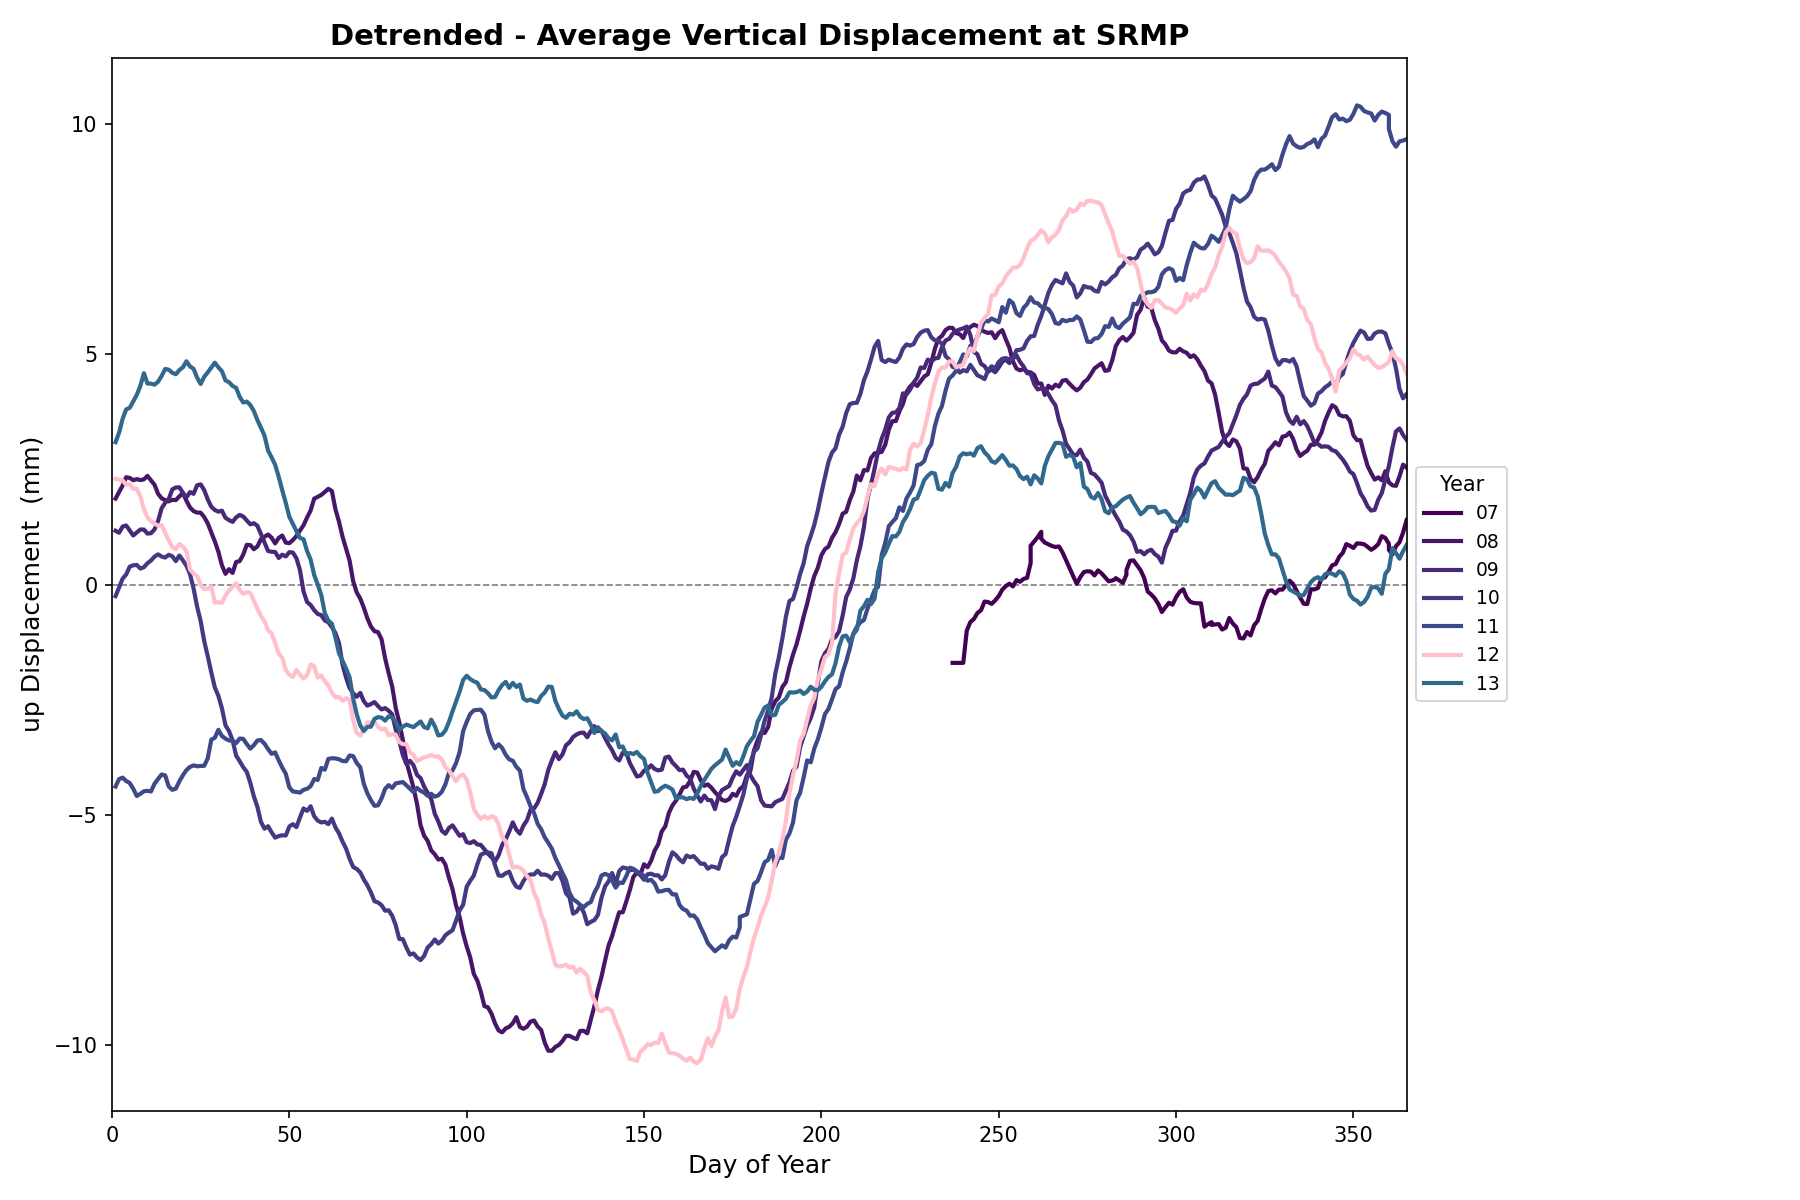 Detrended - Average Vertical Displacement at SRMP
up Displacement  (mm)
10
5
0
−5
−10
0 50 100 150 200 250 300 350
Day of Year
Year
07
08
09
10
11
12
13